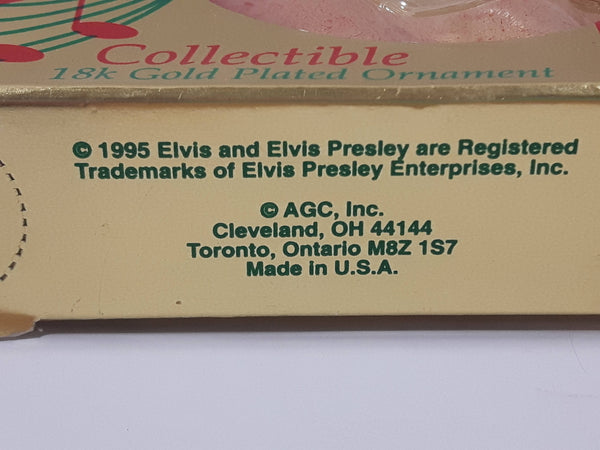 Collectible
18k Gold Plated Ornament
© 1995 Elvis and Elvis Presley are Registered
Trademarks of Elvis Presley Enterprises, Inc.
© AGC, Inc.
Cleveland, OH 44144
Toronto, Ontario M8Z 1S7
Made in U.S.A.